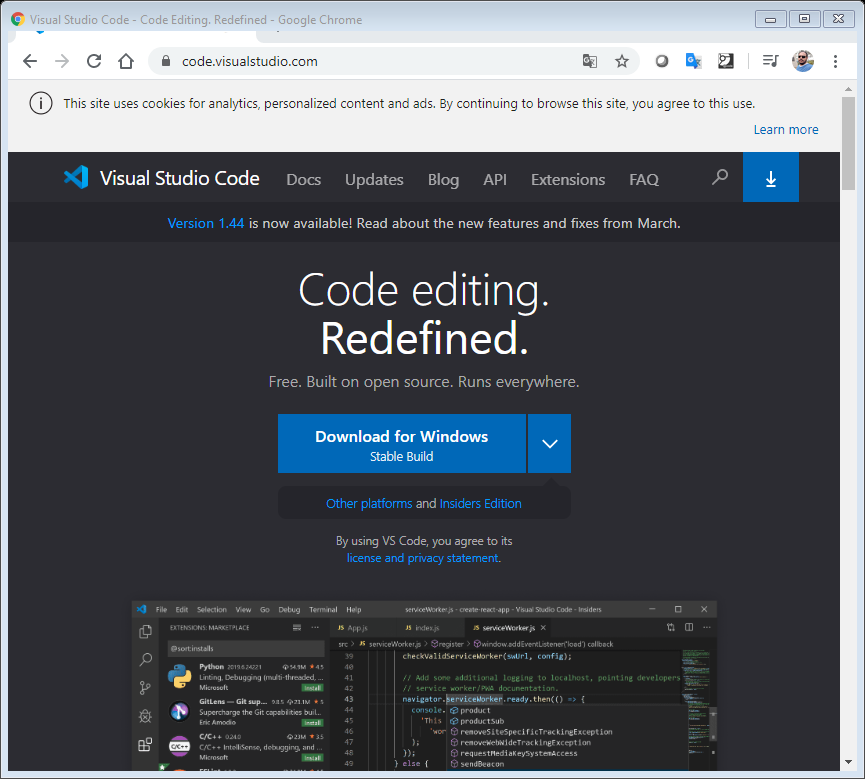 Visual Studio Code - Code Editing. Redefined - Google Chrome
code.visualstudio.com
This site uses cookies for analytics, personalized content and ads. By continuing to browse this site, you agree to this use.
Learn more
Visual Studio Code Docs Updates Blog API Extensions FAQ
Version 1.44 is now available! Read about the new features and fixes from March.
Code editing.
Redefined.
Free. Built on open source. Runs everywhere.
Download for Windows
Stable Build
Other platforms and Insiders Edition
By using VS Code, you agree to its
license and privacy statement.
File Edit Selection View Go Debug Terminal Help serviceWorker.js - create-react-app - Visual Studio Code - Insiders
EXTENSIONS: MARKETPLACE
@sort:installs
Python 2019.6.24221 54.9M 4.5
Linting, Debugging (multi-threaded, ...
Microsoft Install
GitLens — Git sup... 9.8.5 23.1M 5
Supercharge the Git capabilities buil...
Eric Amodio Install
C/C++ 0.24.0 23M 3.5
C/C++ IntelliSense, debugging, and ...
Microsoft Install
JS App.js JS index.js JS serviceWorker.js
src > JS serviceWorker.js > register > window.addEventListener('load') callback
39 checkValidServiceWorker(swUrl, config);
40
41 // Add some additional logging to localhost, pointing developers
42 // service worker/PWA documentation.
43 navigator.serviceWorker.ready.then(() => {
44 console. product
45 'This productSub
46 'wor removeSiteSpecificTrackingException
47 ); removeWebWideTrackingException
48 }); requestMediaKeySystemAccess
49 } else { sendBeacon